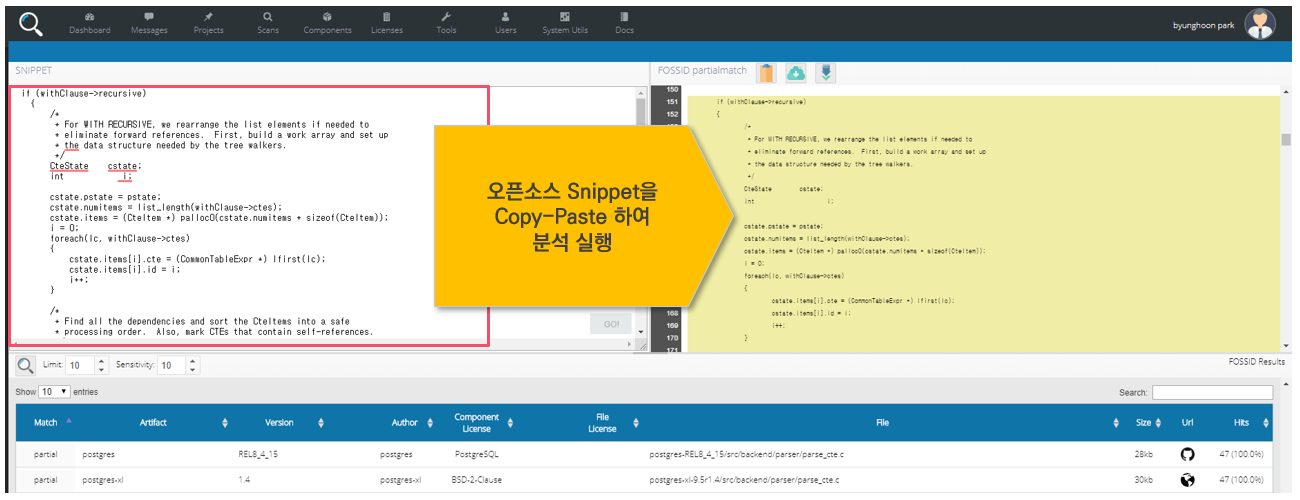 Dashboard Messages Projects Scans Components Licenses Tools Users System Utils Docs
byunghoon park
SNIPPET
if (withClause->recursive)
{
/*
* For WITH RECURSIVE, we rearrange the list elements if needed to
* eliminate forward references.  First, build a work array and set up
* the data structure needed by the tree walkers.
*/
CteState cstate;
int i;
cstate.pstate = pstate;
cstate.numitems = list_length(withClause->ctes);
cstate.items = (CteItem *) palloc0(cstate.numitems * sizeof(CteItem));
i = 0;
foreach(lc, withClause->ctes)
{
cstate.items[i].cte = (CommonTableExpr *) lfirst(lc);
cstate.items[i].id = i;
i++;
}
/*
* Find all the dependencies and sort the CteItems into a safe
* processing order.  Also, mark CTEs that contain self-references.
GO!
오픈소스 Snippet을
Copy-Paste 하여
분석 실행
FOSSID partialmatch
150
151 if (withClause->recursive)
152 {
/*
* For WITH RECURSIVE, we rearrange the list elements if needed to
* eliminate forward references.  First, build a work array and set up
* the data structure needed by the tree walkers.
*/
CteState cstate;
int i;
cstate.pstate = pstate;
cstate.numitems = list_length(withClause->ctes);
cstate.items = (CteItem *) palloc0(cstate.numitems * sizeof(CteItem));
i = 0;
foreach(lc, withClause->ctes)
{
cstate.items[i].cte = (CommonTableExpr *) lfirst(lc);
168 cstate.items[i].id = i;
169 i++;
170 }
171
Limit: 10 Sensitivity: 10
FOSSID Results
Show 10 entries
Search:
Match Artifact Version Author Component License File License File Size Url Hits
partial postgres REL8_4_15 postgres PostgreSQL postgres-REL8_4_15/src/backend/parser/parse_cte.c 28kb 47 (100.0%)
partial postgres-xl 1.4 postgres-xl BSD-2-Clause postgres-xl-9.5r1.4/src/backend/parser/parse_cte.c 30kb 47 (100.0%)